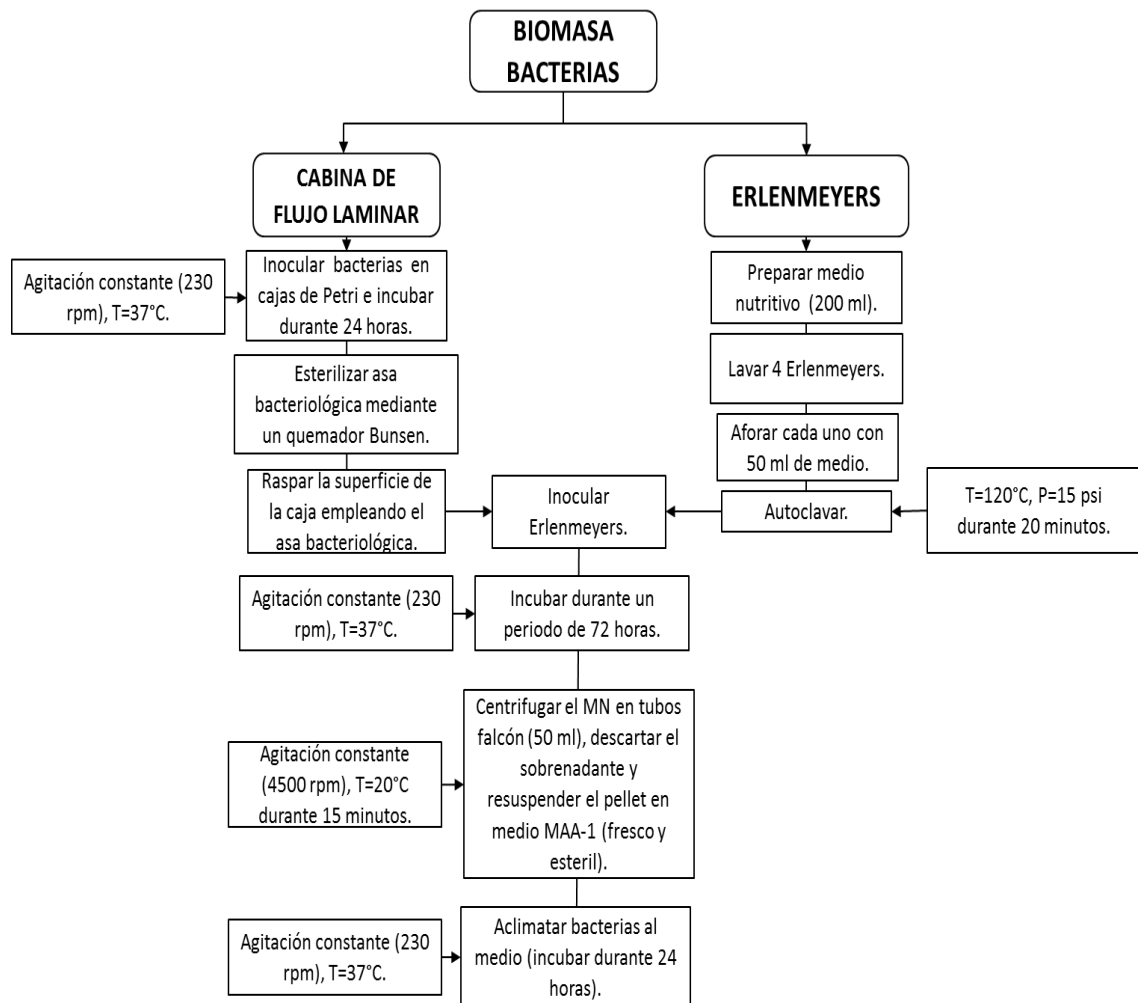 BIOMASA
BACTERIAS
CABINA DE
FLUJO LAMINAR
ERLENMEYERS
Agitación constante (230
rpm), T=37°C.
Inocular bacterias en
cajas de Petri e incubar
durante 24 horas.
Preparar medio
nutritivo (200 ml).
Esterilizar asa
bacteriológica mediante
un quemador Bunsen.
Lavar 4 Erlenmeyers.
Aforar cada uno con
50 ml de medio.
Raspar la superficie de
la caja empleando el
asa bacteriológica.
Inocular
Erlenmeyers.
Autoclavar.
T=120°C, P=15 psi
durante 20 minutos.
Agitación constante (230
rpm), T=37°C.
Incubar durante un
periodo de 72 horas.
Agitación constante
(4500 rpm), T=20°C
durante 15 minutos.
Centrifugar el MN en tubos
falcón (50 ml), descartar el
sobrenadante y
resuspender el pellet en
medio MAA-1 (fresco y
esteril).
Agitación constante (230
rpm), T=37°C.
Aclimatar bacterias al
medio (incubar durante 24
horas).